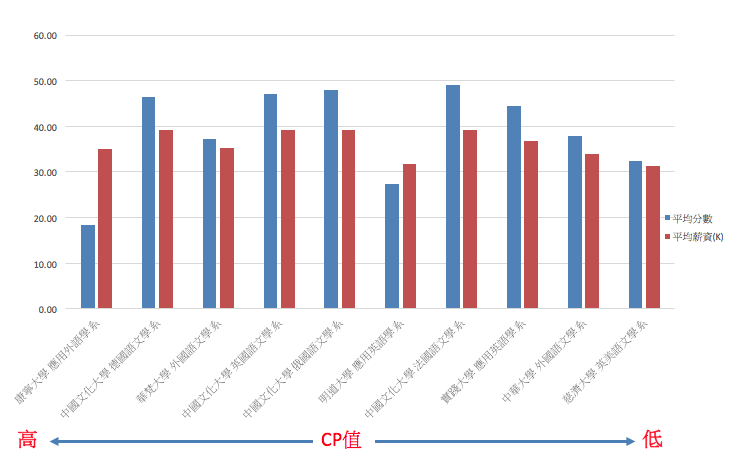 60.00
50.00
40.00
30.00
20.00
10.00
0.00
平均分數
平均薪資(K)
康寧大學 應用外語學系
中國文化大學 德國語文學系
華梵大學 外國語文學系
中國文化大學 英國語文學系
中國文化大學 俄國語文學系
明道大學 應用英語學系
中國文化大學 法國語文學系
實踐大學 應用英語學系
中華大學 外國語文學系
慈濟大學 英美語文學系
高 CP值 低